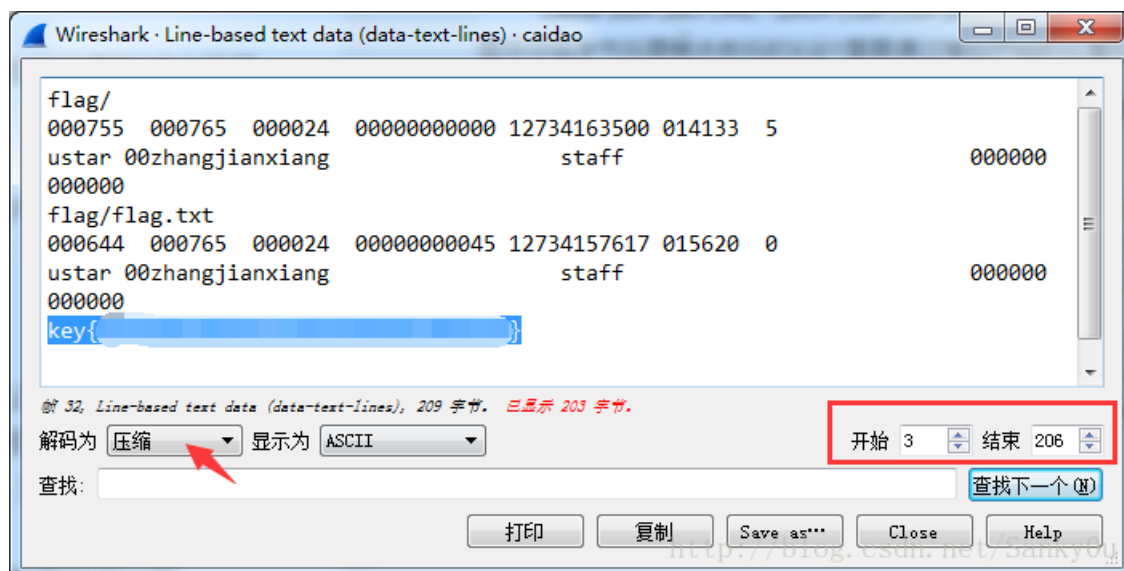 Wireshark · Line-based text data (data-text-lines) · caidao
flag/
000755 000765 000024 00000000000 12734163500 014133 5
ustar 00zhangjianxiang staff 000000
000000
flag/flag.txt
000644 000765 000024 00000000045 12734157617 015620 0
ustar 00zhangjianxiang staff 000000
000000
key{ }
帧 32, Line-based text data (data-text-lines), 209 字节. 已显示 203 字节.
解码为 压缩 显示为 ASCII 开始 3 结束 206
查找: 查找下一个(N)
打印 复制 Save as… Close Help
http://blog.csdn.net/Sanky0u